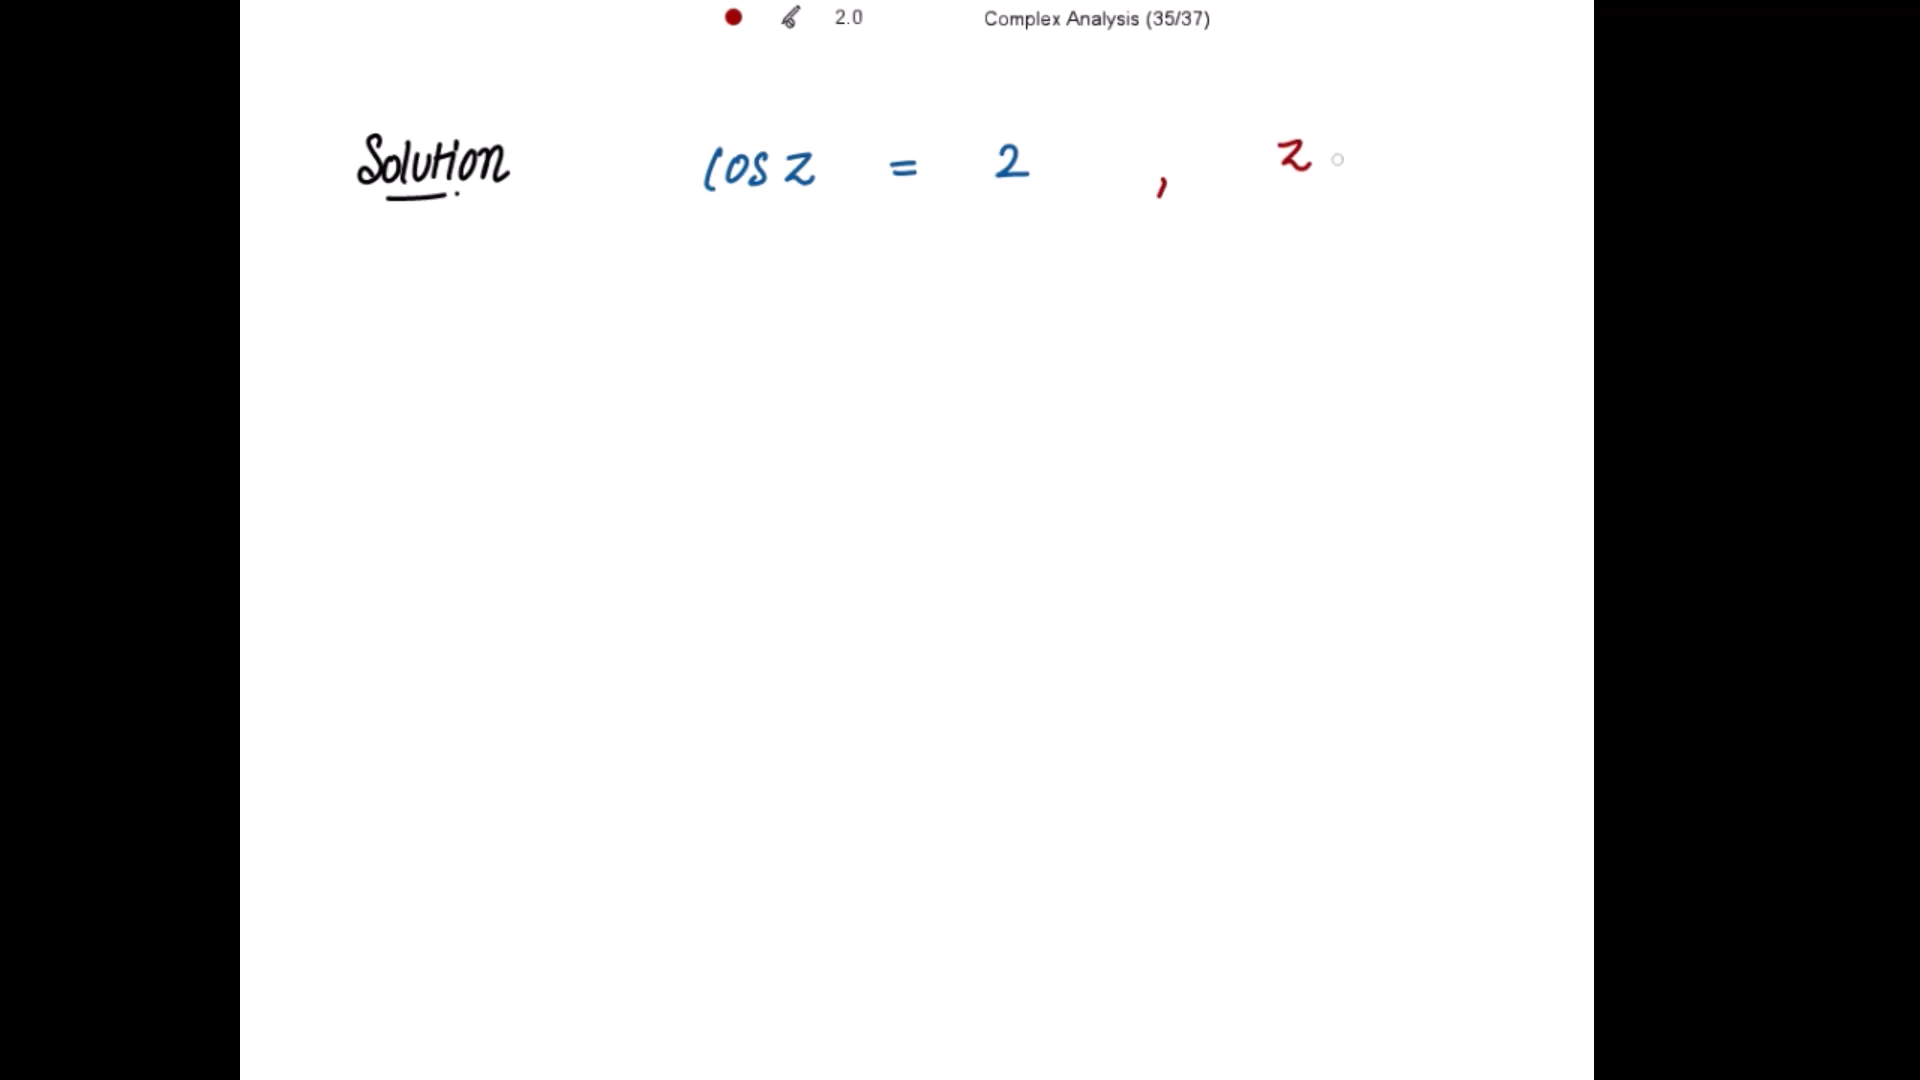 2.0 Complex Analysis (35/37)
Solution cos z = 2 , z